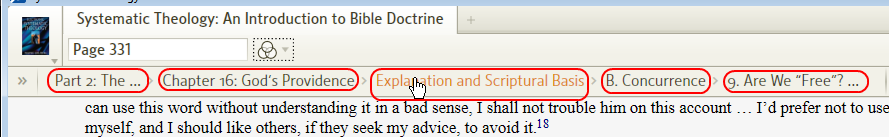 Systematic Theology: An Introduction to Bible Doctrine +
Page 331
» Part 2: The ... > Chapter 16: God's Providence > Explanation and Scriptural Basis > B. Concurrence > 9. Are We “Free”? ...
can use this word without understanding it in a bad sense, I shall not trouble him on this account … I’d prefer not to use
myself, and I should like others, if they seek my advice, to avoid it.18